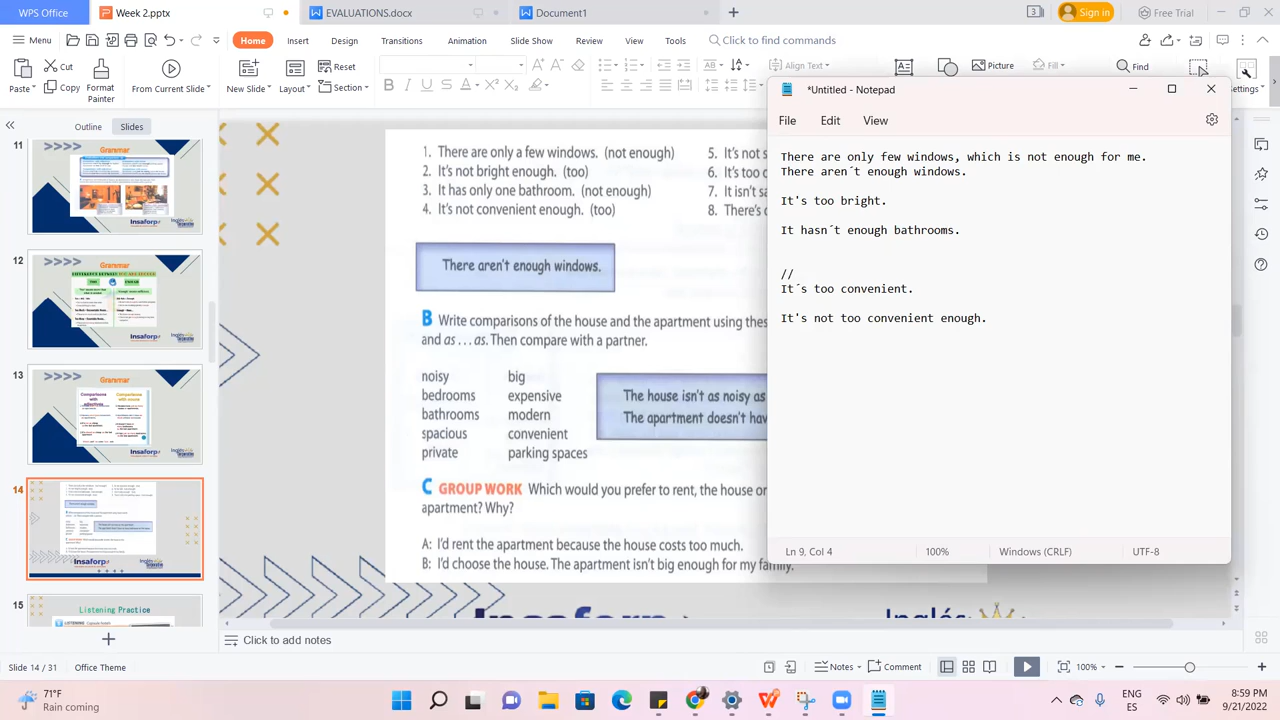 WPS Office
Week 2.pptx
EVALUATIONS.docx
Document1
Sign in
Free Trial
Menu
Home
Insert
Design
Transitions
Animation
Slide Show
Review
View
Tools
Click to find commands
Cut
Format
Painter
From Current Slide
New Slide
Layout
Reset
Align Text
Picture
Find
Outline
Slides
*Untitled - Notepad
File
Edit
View
only few windows, which is not enough for me.
There aren´t enough windows.
It's too bright.
It hasn´t enough bathrooms.
It's too convenient.
It's not too convenient enough.
Ln 9, Col 4
100%
Windows (CRLF)
UTF-8
11
Grammar
12
Grammar
13
Grammar
14
15
Listening Practice
Insaforp
1. There are only a few windows. (not enough)
2. It's not bright enough. (too)
3. It has only one bathroom. (not enough)
4. It's not convenient enough. (too)
5. It's not
6. It's too
7. It isn't
8. There's
There aren't enough windows.
B Write comparisons of the house and the apartment using these
and as . . . as. Then compare with a partner.
noisy
bedrooms
bathrooms
spacious
private
big
expensive
modern
convenient
parking spaces
The house isn't as noisy as
The apartment doesn't hav
C GROUP WORK Which would you prefer to rent, the house or
apartment? Why?
A: I'd rent the apartment because the house costs too much.
B: I'd choose the house. The apartment isn't big enough for my family.
Click to add notes
Slide 14 / 31
Office Theme
Notes
Comment
100%
71°F
Rain coming
ENG
ES
8:59 PM
9/21/2022